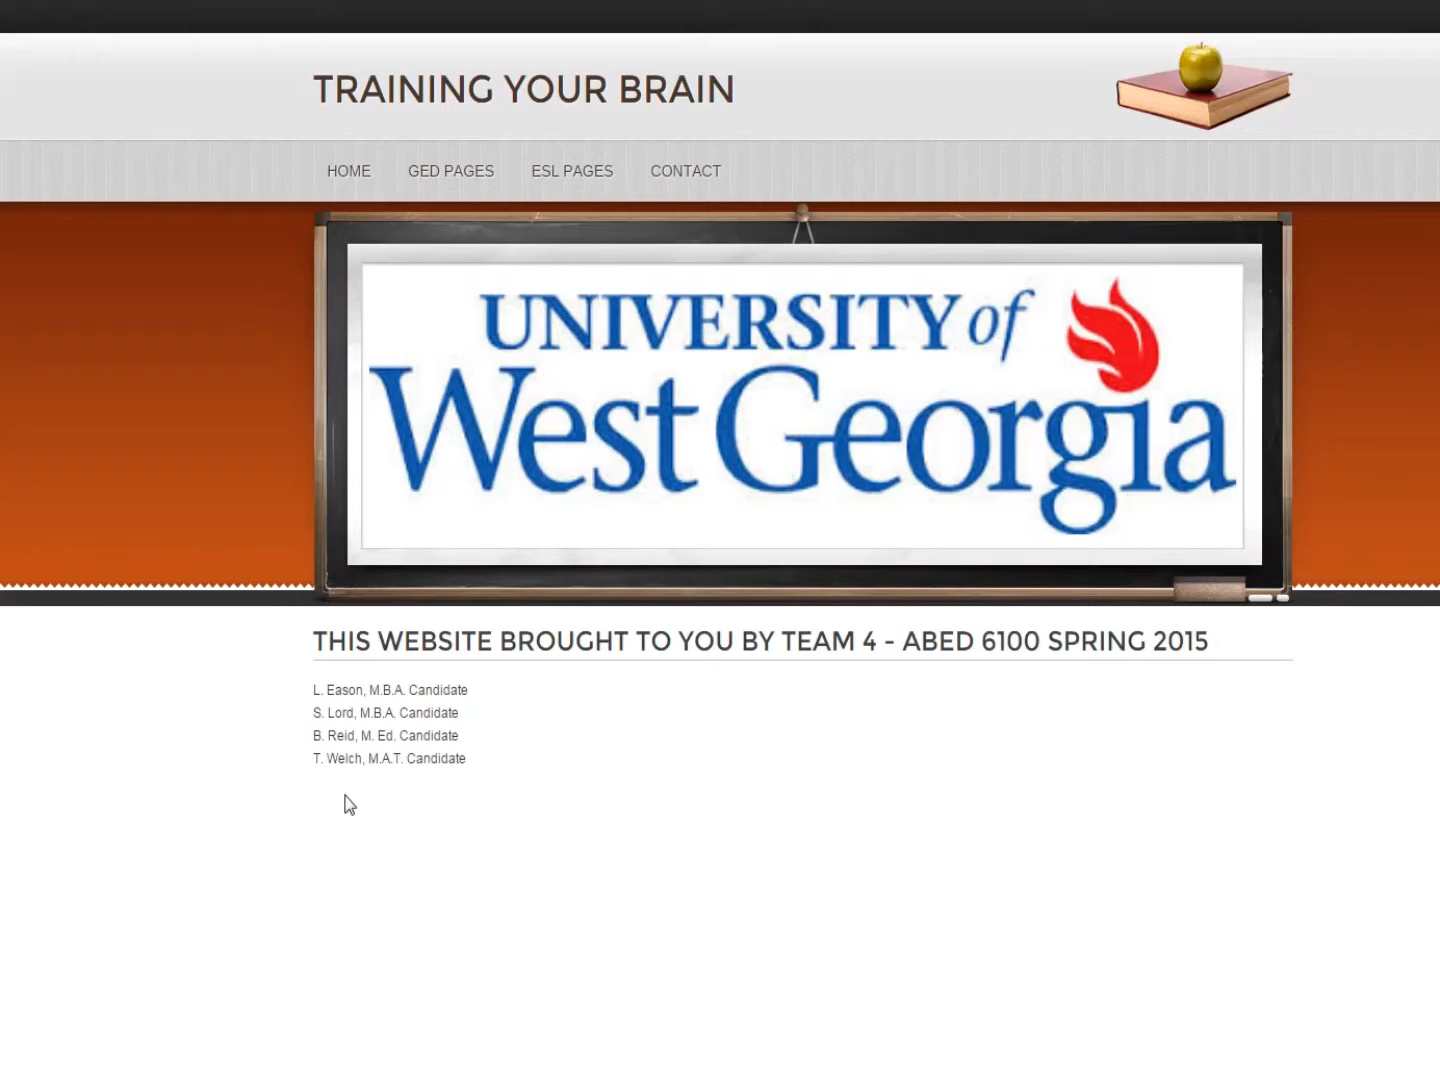 TRAINING YOUR BRAIN
HOME GED PAGES ESL PAGES CONTACT
UNIVERSITY of
West Georgia
THIS WEBSITE BROUGHT TO YOU BY TEAM 4 - ABED 6100 SPRING 2015
L. Eason, M.B.A. Candidate
S. Lord, M.B.A. Candidate
B. Reid, M. Ed. Candidate
T. Welch, M.A.T. Candidate